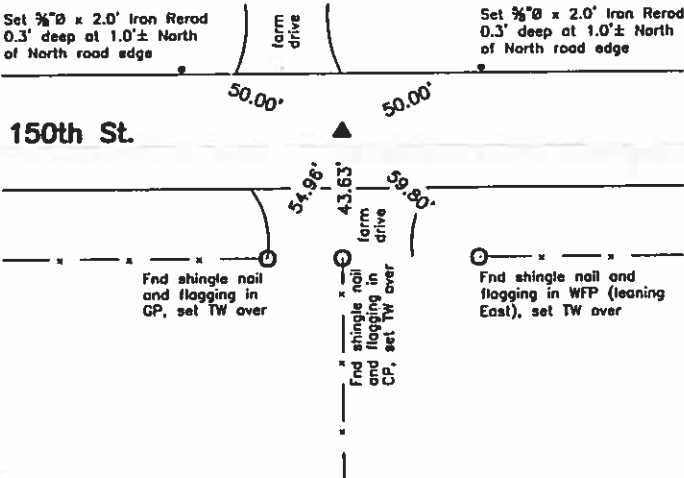 Set ⅝"Ø x 2.0' Iron Rerod
0.3' deep at 1.0'± North
of North road edge
farm
drive
Set ⅝"Ø x 2.0' Iron Rerod
0.3' deep at 1.0'± North
of North road edge
50.00'
50.00'
150th St.
54.96'
43.63'
59.80'
farm
drive
Fnd shingle nail
and flagging in
GP, set TW over
Fnd shingle nail
and flagging in
CP, set TW over
Fnd shingle nail and
flagging in WFP (leaning
East), set TW over